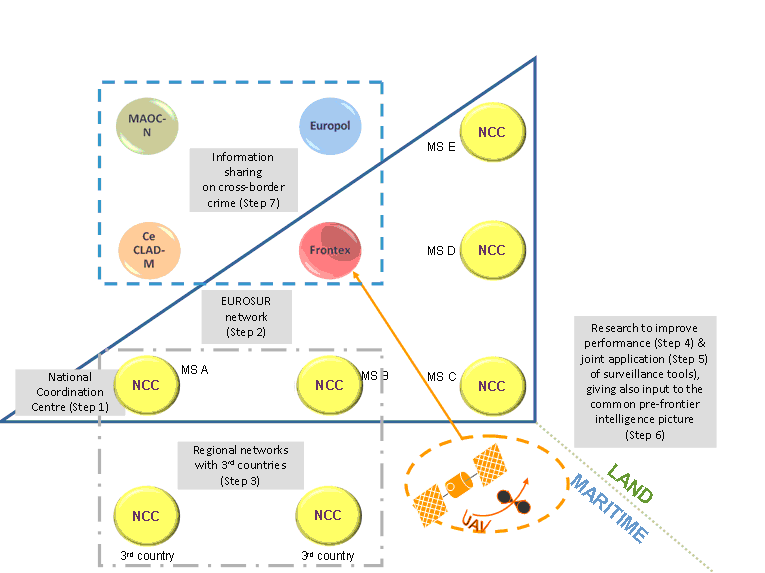 MAOC-
N
Europol
NCC
MS E
Information
sharing
on cross-border
crime (Step 7)
Ce
CLAD-
M
Frontex
MS D
NCC
EUROSUR
network
(Step 2)
Research to improve
performance (Step 4) &
joint application (Step 5)
of surveillance tools),
giving also input to the
common pre-frontier
intelligence picture
(Step 6)
National
Coordination
Centre (Step 1)
NCC
MS A
NCC
MS B
MS C
NCC
Regional networks
with 3rd countries
(Step 3)
LAND
MARITIME
UAV
NCC
NCC
3rd country
3rd country